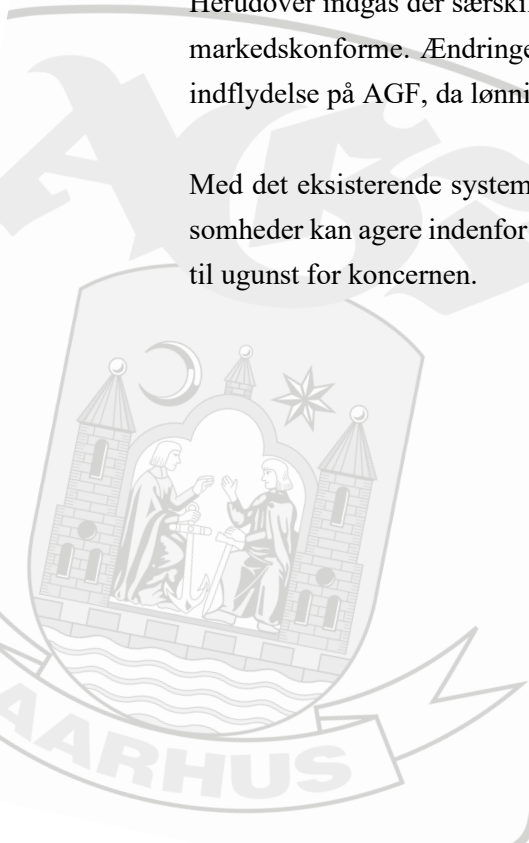 Herudover indgås der særskil
markedskonforme. Ændringe
indflydelse på AGF, da lønni
Med det eksisterende system
somheder kan agere indenfor
til ugunst for koncernen.
AGF
AARHUS